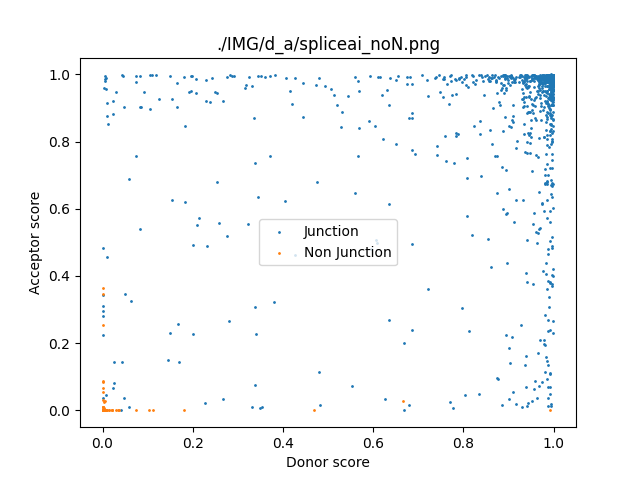 ./IMG/d_a/spliceai_noN.png
1.0
0.8
0.6
0.4
0.2
0.0
Acceptor score
Junction
Non Junction
0.0 0.2 0.4 0.6 0.8 1.0
Donor score